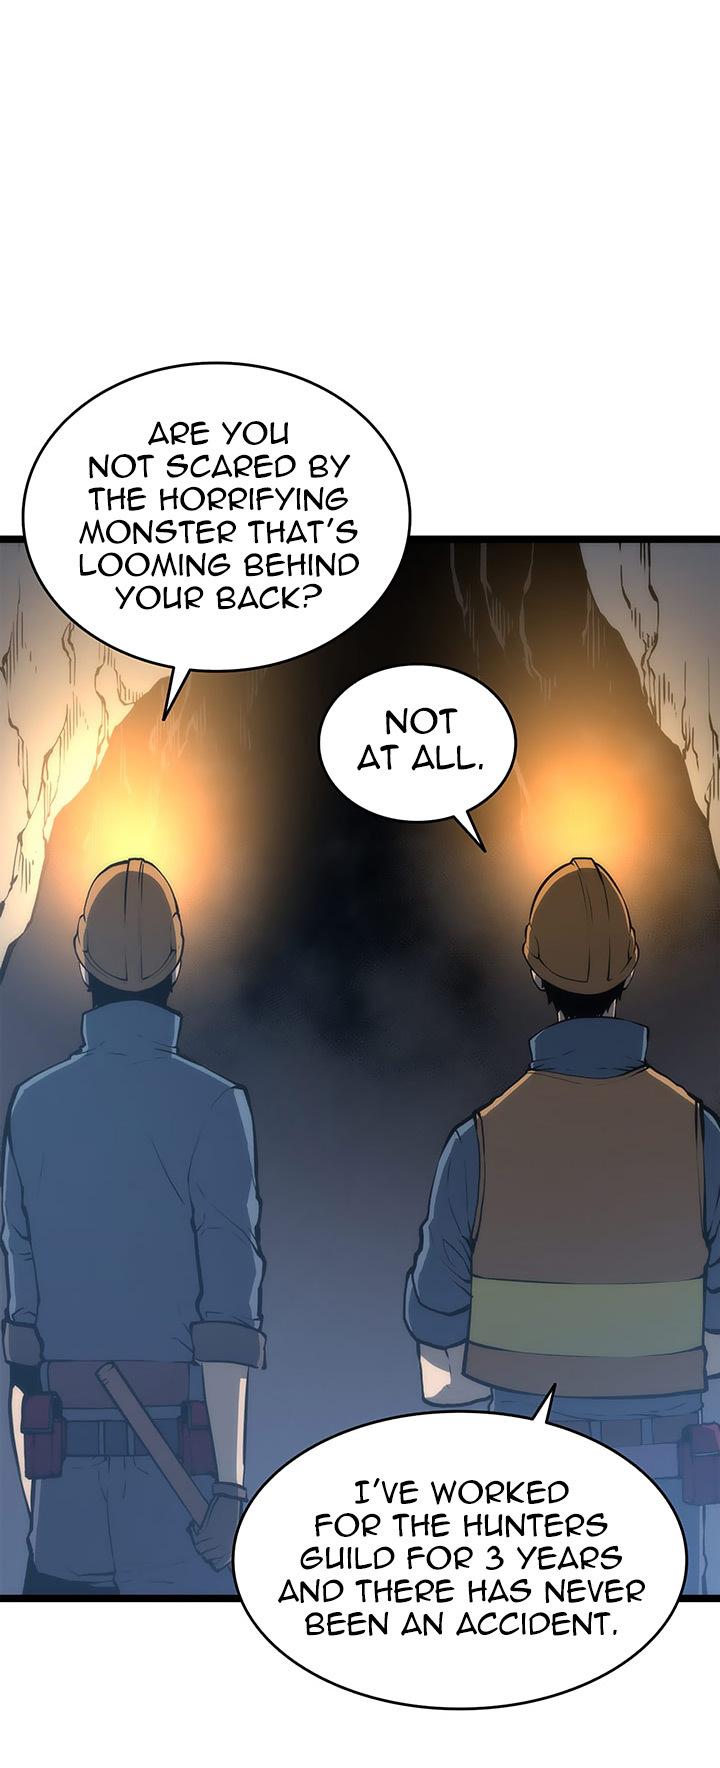 ARE YOU
NOT SCARED BY
THE HORRIFYING
MONSTER THAT'S
LOOMING BEHIND
YOUR BACK?
NOT
AT ALL.
I'VE WORKED
FOR THE HUNTERS
GUILD FOR 3 YEARS
AND THERE HAS NEVER
BEEN AN ACCIDENT.